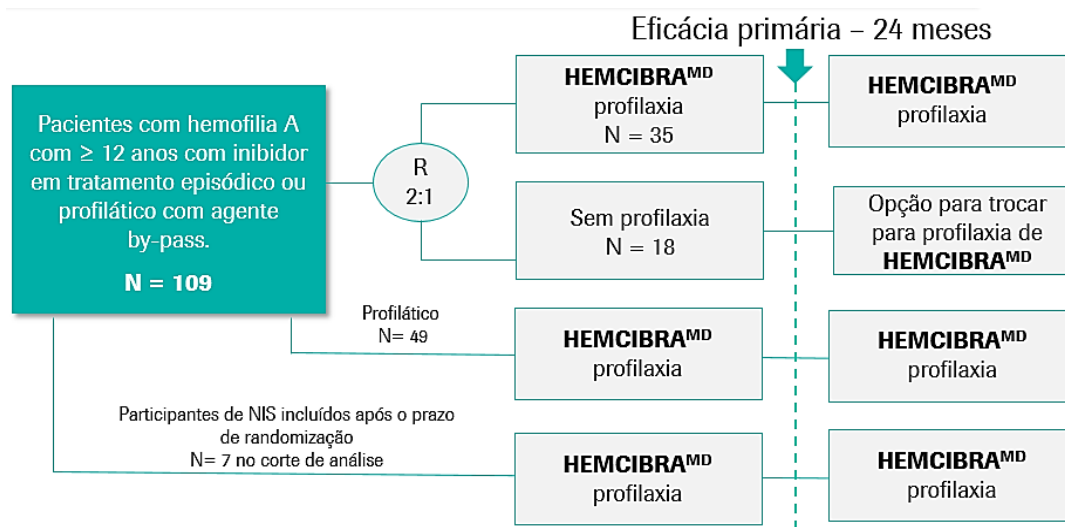 Eficácia primária – 24 meses
Pacientes com hemofilia A
com ≥ 12 anos com inibidor
em tratamento episódico ou
profilático com agente
by-pass.
N = 109
R
2:1
HEMCIBRAᴹᴰ
profilaxia
N = 35
HEMCIBRAᴹᴰ
profilaxia
Sem profilaxia
N = 18
Opção para trocar
para profilaxia de
HEMCIBRAᴹᴰ
Profilático
N= 49
HEMCIBRAᴹᴰ
profilaxia
HEMCIBRAᴹᴰ
profilaxia
Participantes de NIS incluídos após o prazo
de randomização
N= 7 no corte de análise
HEMCIBRAᴹᴰ
profilaxia
HEMCIBRAᴹᴰ
profilaxia